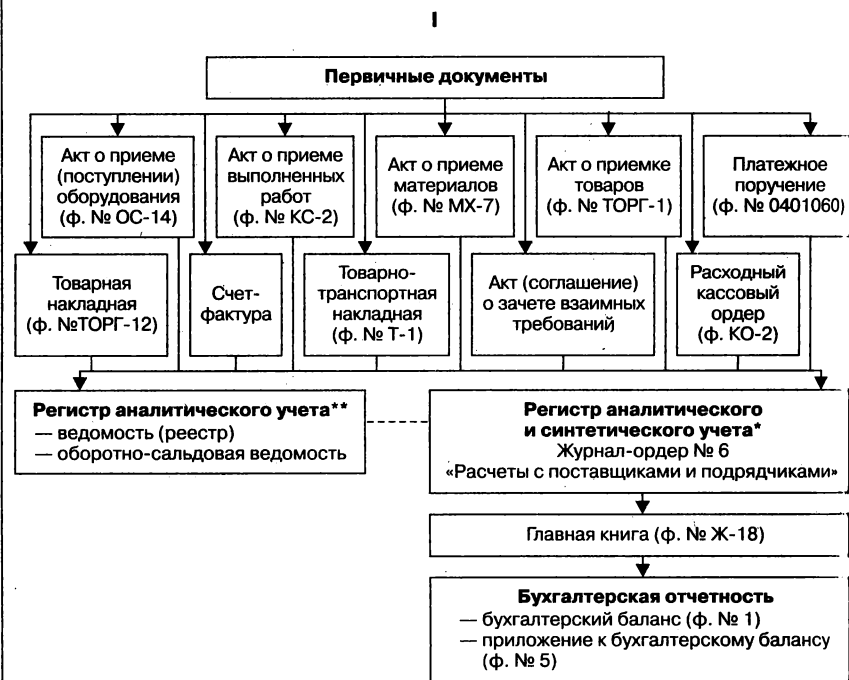 I
Первичные документы
Акт о приеме
(поступлении)
оборудования
(ф. № ОС-14)
Акт о приеме
выполненных
работ
(ф. № КС-2)
Акт о приеме
материалов
(ф. № МХ-7)
Акт о приемке
товаров
(ф. № ТОРГ-1)
Платежное
поручение
(ф. № 0401060)
Товарная
накладная
(ф. №ТОРГ-12)
Счет-
фактура
Товарно-
транспортная
накладная
(ф. № Т-1)
Акт (соглашение)
о зачете взаимных
требований
Расходный
кассовый
ордер
(ф. КО-2)
Регистр аналитического учета**
— ведомость (реестр)
— оборотно-сальдовая ведомость
Регистр аналитического
и синтетического учета*
Журнал-ордер № 6
«Расчеты с поставщиками и подрядчиками»
Главная книга (ф. № Ж-18)
Бухгалтерская отчетность
— бухгалтерский баланс (ф. № 1)
— приложение к бухгалтерскому балансу
(ф. № 5)